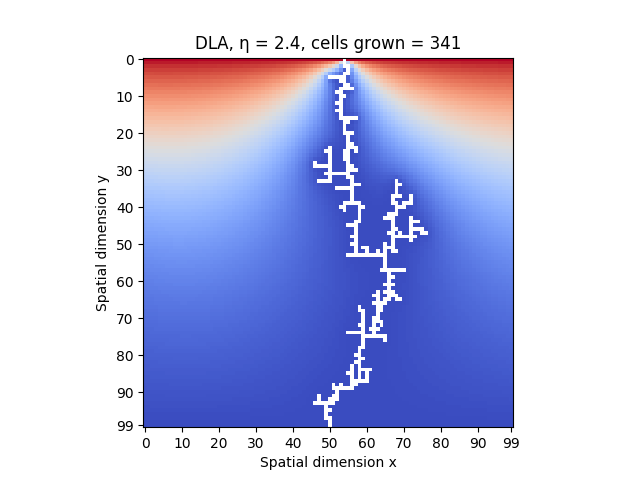 DLA, η = 2.4, cells grown = 341
0
10
20
30
40
50
60
70
80
90
99
Spatial dimension y
0 10 20 30 40 50 60 70 80 90 99
Spatial dimension x